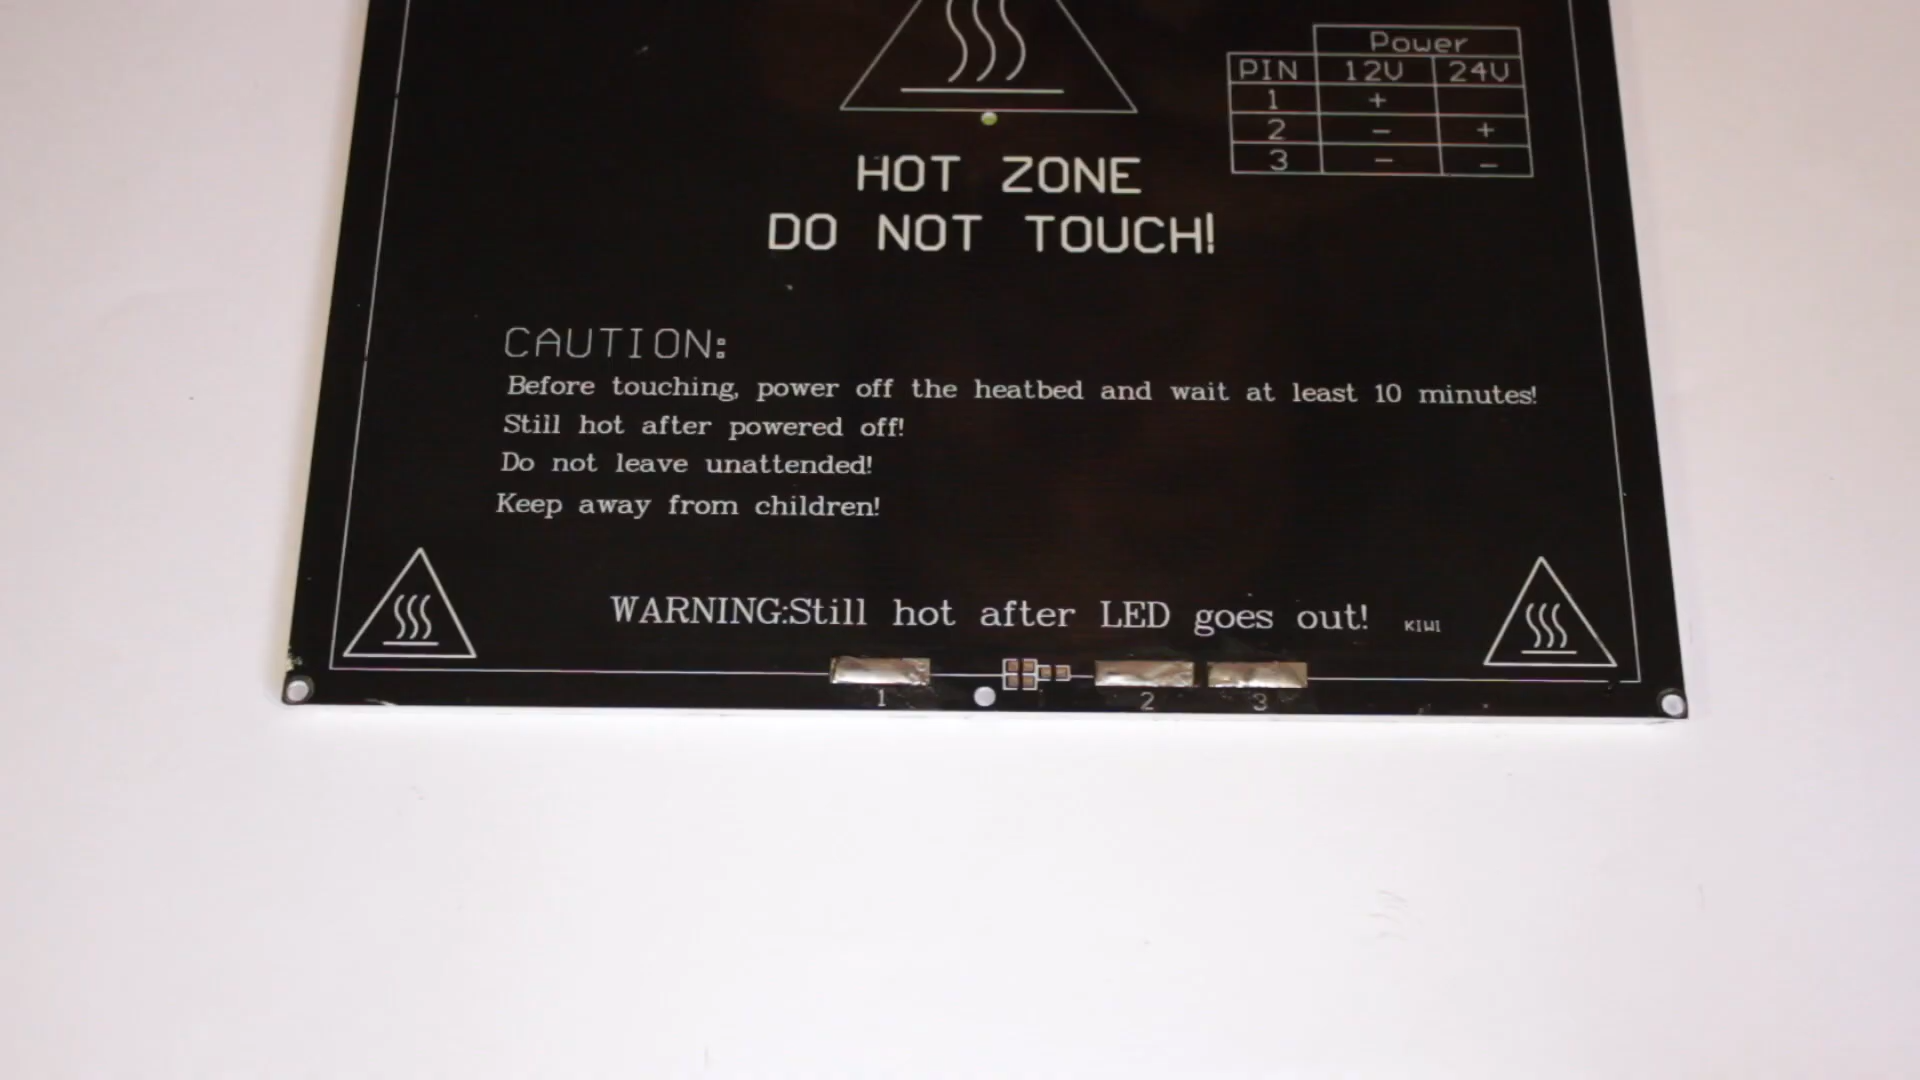 Power
PIN 12V 24V
1 +
2 - +
3 - -
HOT ZONE
DO NOT TOUCH!
CAUTION:
Before touching, power off the heatbed and wait at least 10 minutes!
Still hot after powered off!
Do not leave unattended!
Keep away from children!
WARNING:Still hot after LED goes out! KIWI
1 2 3